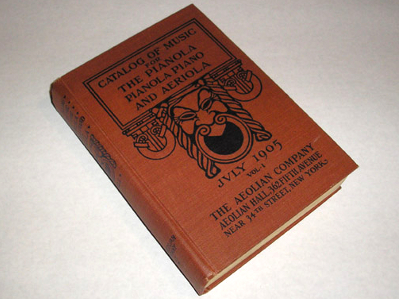 CATALOG OF MUSIC
FOR
THE PIANOLA
PIANOLA PIANO
AND AERIOLA
JVLY 1905
VOL. 1
THE AEOLIAN COMPANY
AEOLIAN HALL, 362 FIFTH AVENUE
NEAR 34TH STREET, NEW YORK.